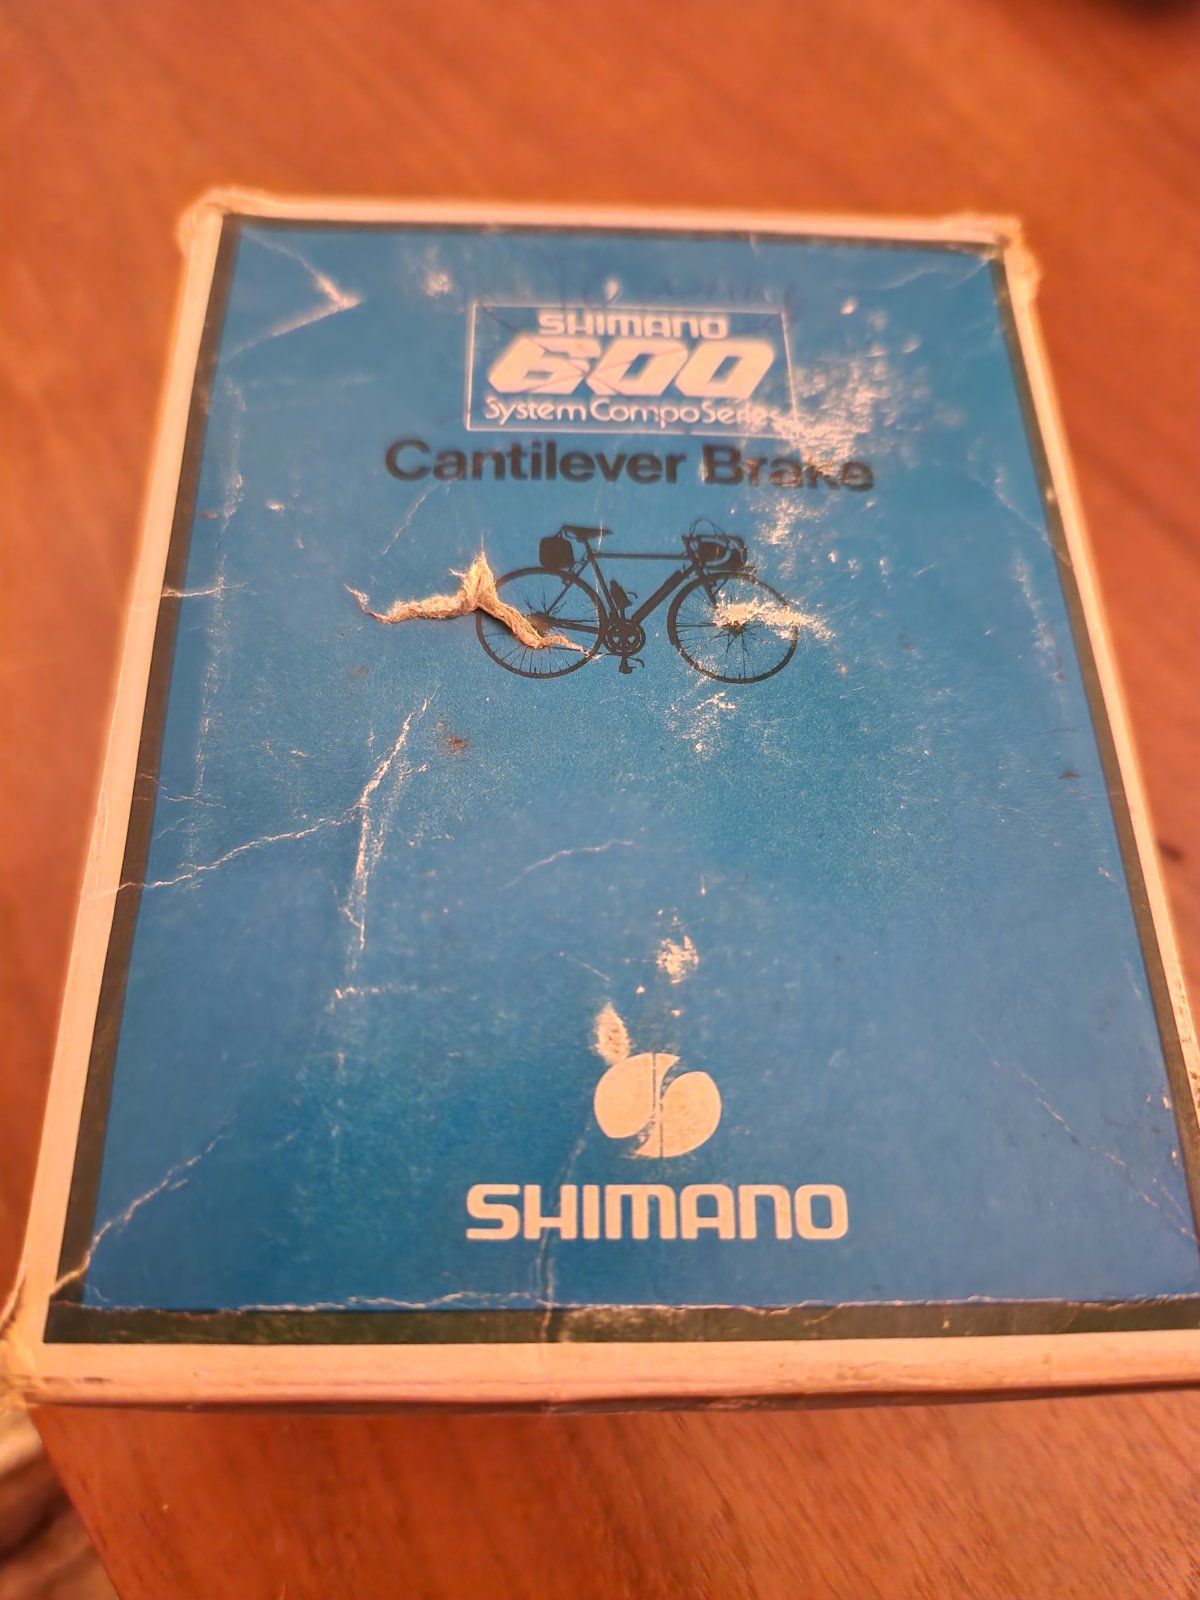 SHIMANO
600
System Compo Series
Cantilever Brake
SHIMANO